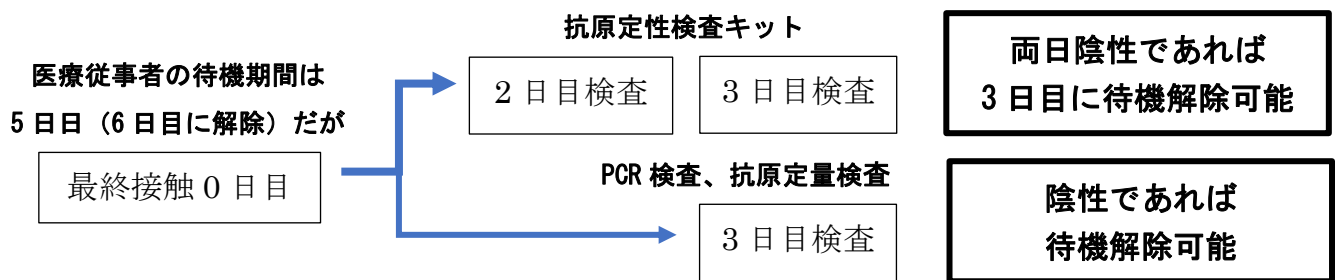 医療従事者の待機期間は
5日日（6日目に解除）だが
最終接触0日目
抗原定性検査キット
2日目検査
3日目検査
両日陰性であれば
3日目に待機解除可能
PCR検査、抗原定量検査
3日目検査
陰性であれば
待機解除可能